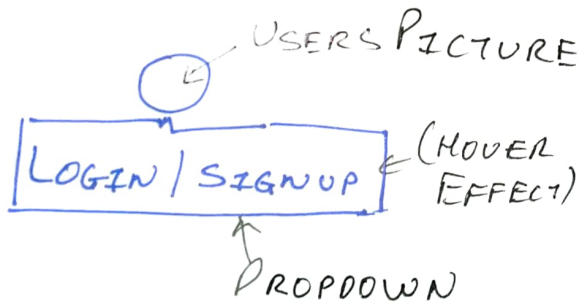 USERS PICTURE
LOGIN / SIGNUP
(HOVER
EFFECT)
DROPDOWN